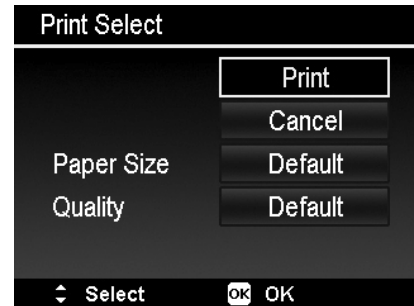 Print Select
Print
Cancel
Paper Size Default
Quality Default
Select OK OK